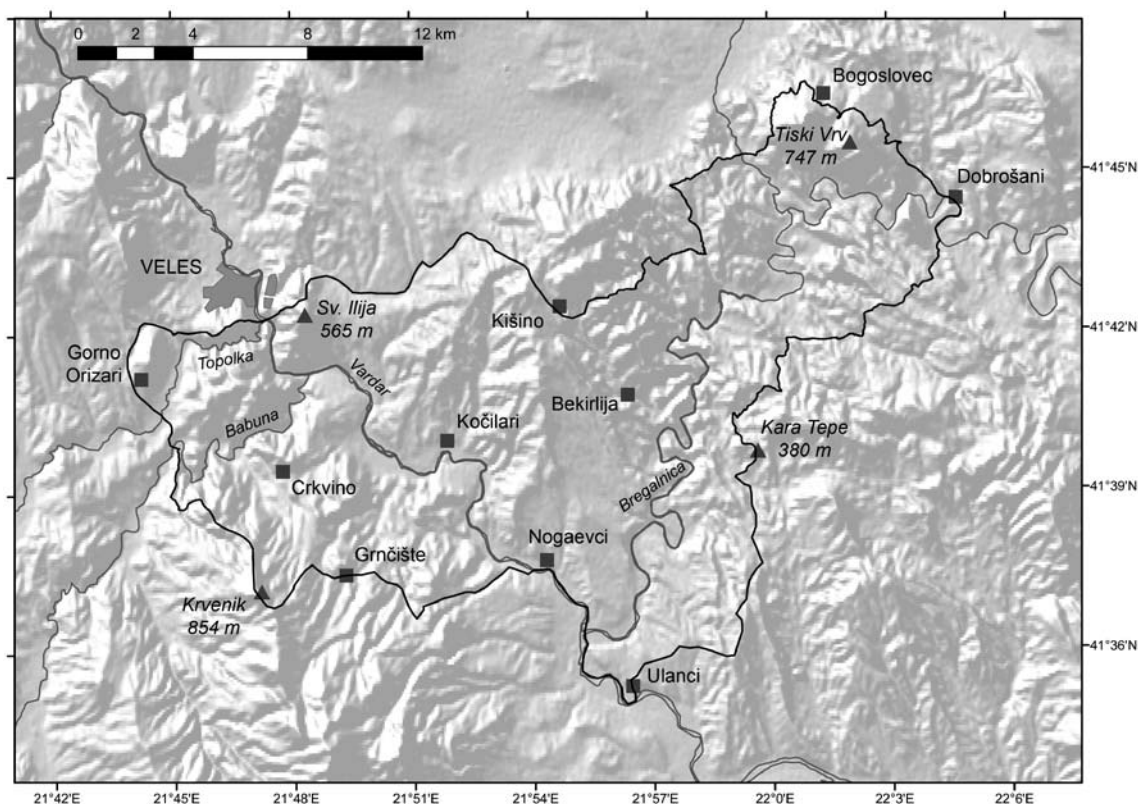 0 2 4 8 12 km
Bogoslovec
Tiski Vrv
747 m
41°45'N
Dobrošani
VELES
Sv. Ilija
565 m
41°42'N
Kišino
Gorno
Orizari
Topolka
Vardar
Babuna
Bekirlija
Kočilari
Kara Tepe
380 m
Crkvino
Bregalnica
41°39'N
Nogaevci
Grnčište
Krvenik
854 m
41°36'N
Ulanci
21°42'E 21°45'E 21°48'E 21°51'E 21°54'E 21°57'E 22°0'E 22°3'E 22°6'E